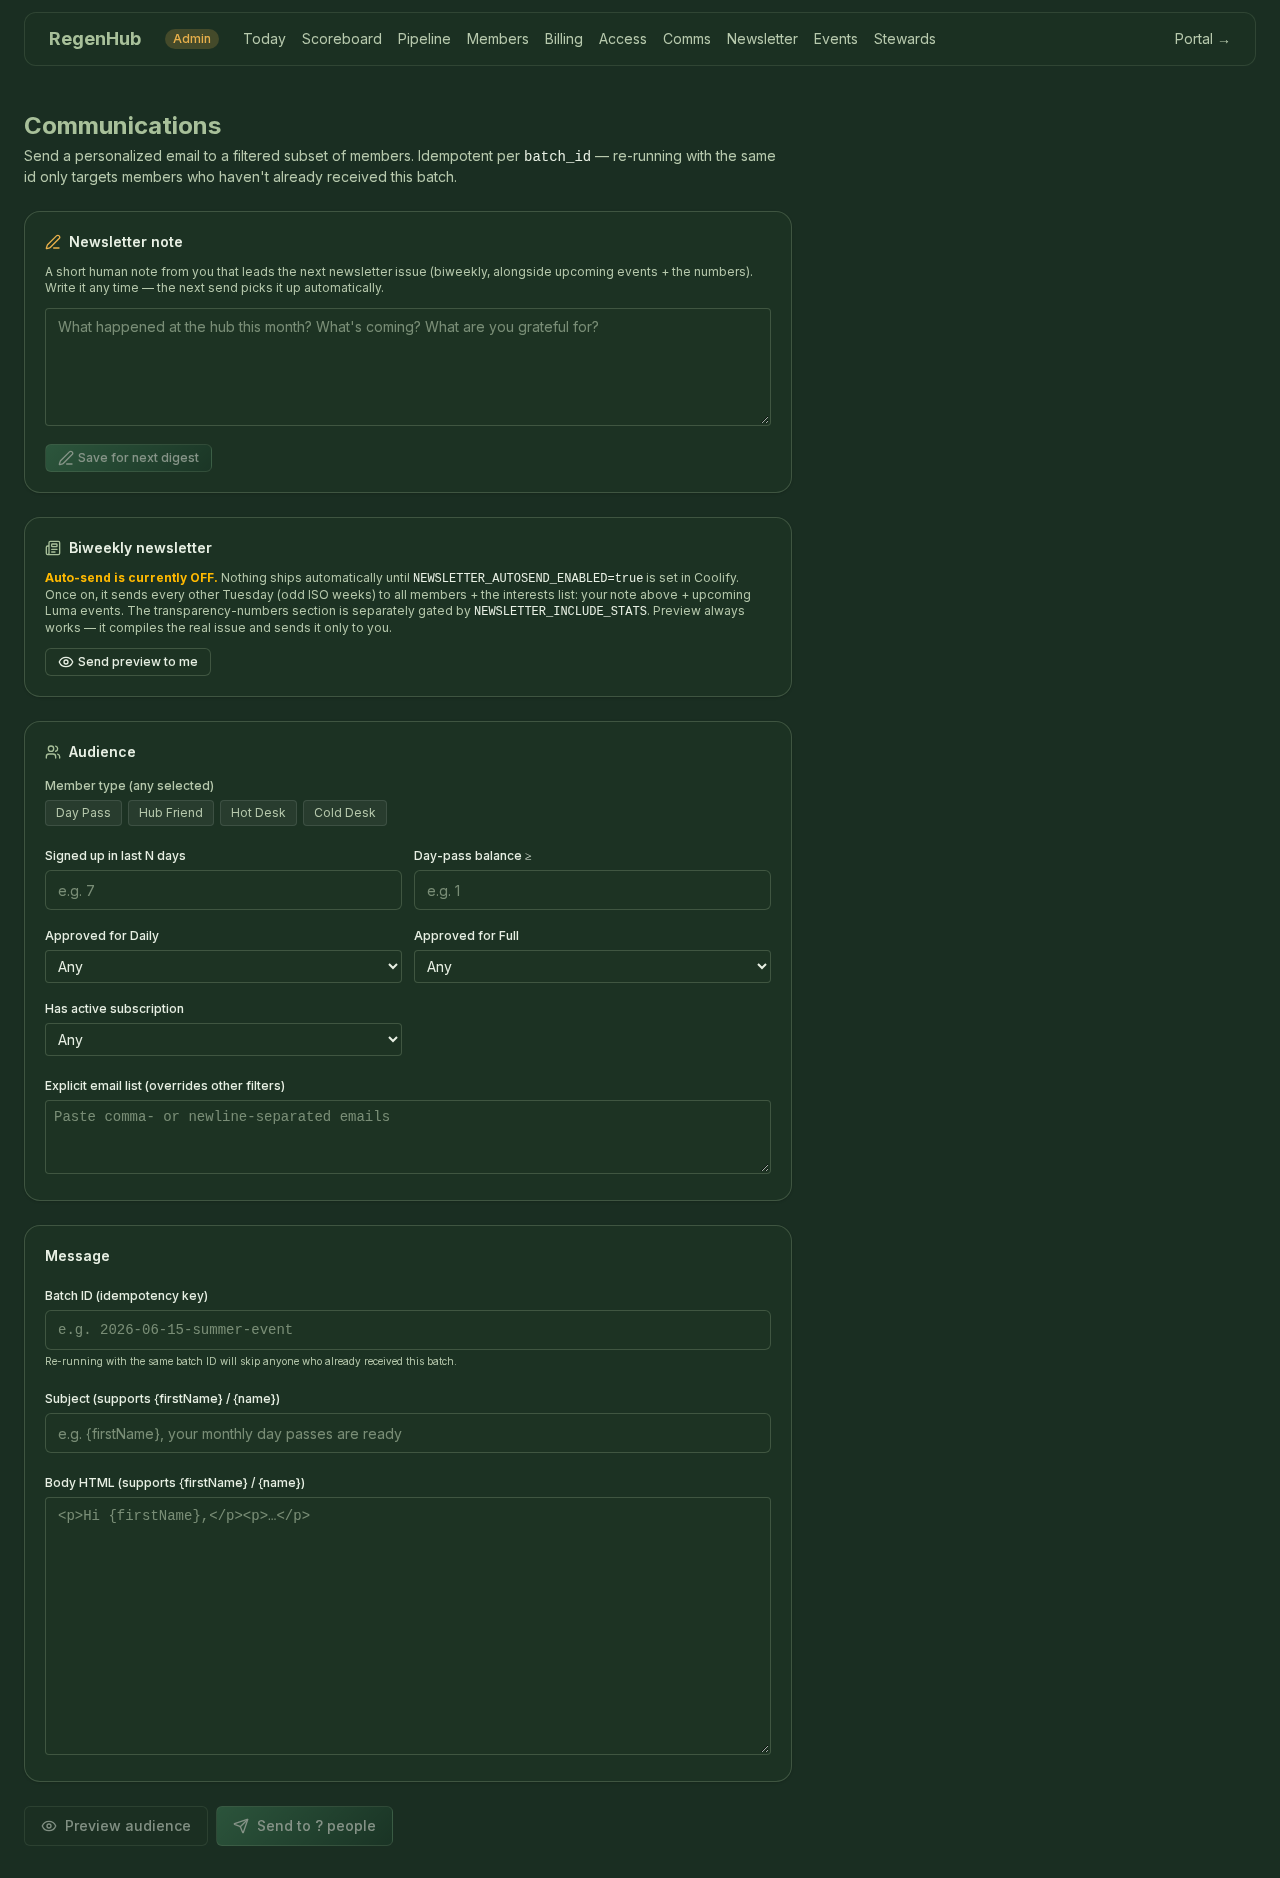 RegenHub Admin Today Scoreboard Pipeline Members Billing Access Comms Newsletter Events Stewards Portal →
Communications
Send a personalized email to a filtered subset of members. Idempotent per batch_id — re-running with the same
id only targets members who haven't already received this batch.
Newsletter note
A short human note from you that leads the next newsletter issue (biweekly, alongside upcoming events + the numbers).
Write it any time — the next send picks it up automatically.
What happened at the hub this month? What's coming? What are you grateful for?
Save for next digest
Biweekly newsletter
Auto-send is currently OFF. Nothing ships automatically until NEWSLETTER_AUTOSEND_ENABLED=true is set in Coolify.
Once on, it sends every other Tuesday (odd ISO weeks) to all members + the interests list: your note above + upcoming
Luma events. The transparency-numbers section is separately gated by NEWSLETTER_INCLUDE_STATS. Preview always
works — it compiles the real issue and sends it only to you.
Send preview to me
Audience
Member type (any selected)
Day Pass Hub Friend Hot Desk Cold Desk
Signed up in last N days Day-pass balance ≥
e.g. 7 e.g. 1
Approved for Daily Approved for Full
Any Any
Has active subscription
Any
Explicit email list (overrides other filters)
Paste comma- or newline-separated emails
Message
Batch ID (idempotency key)
e.g. 2026-06-15-summer-event
Re-running with the same batch ID will skip anyone who already received this batch.
Subject (supports {firstName} / {name})
e.g. {firstName}, your monthly day passes are ready
Body HTML (supports {firstName} / {name})
<p>Hi {firstName},</p><p>…</p>
Preview audience Send to ? people